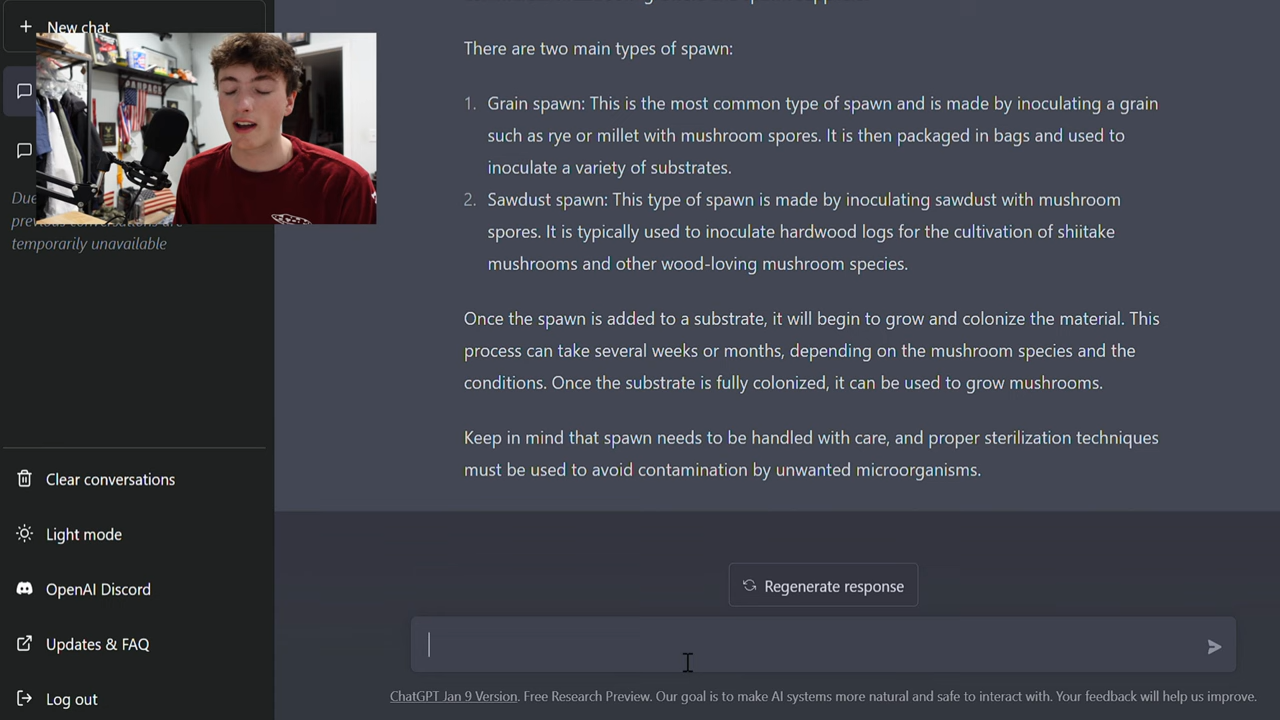 New chat
Due
previous conversations are
temporarily unavailable
Clear conversations
Light mode
OpenAI Discord
Updates & FAQ
Log out
There are two main types of spawn:
1. Grain spawn: This is the most common type of spawn and is made by inoculating a grain
such as rye or millet with mushroom spores. It is then packaged in bags and used to
inoculate a variety of substrates.
2. Sawdust spawn: This type of spawn is made by inoculating sawdust with mushroom
spores. It is typically used to inoculate hardwood logs for the cultivation of shiitake
mushrooms and other wood-loving mushroom species.
Once the spawn is added to a substrate, it will begin to grow and colonize the material. This
process can take several weeks or months, depending on the mushroom species and the
conditions. Once the substrate is fully colonized, it can be used to grow mushrooms.
Keep in mind that spawn needs to be handled with care, and proper sterilization techniques
must be used to avoid contamination by unwanted microorganisms.
Regenerate response
ChatGPT Jan 9 Version. Free Research Preview. Our goal is to make AI systems more natural and safe to interact with. Your feedback will help us improve.